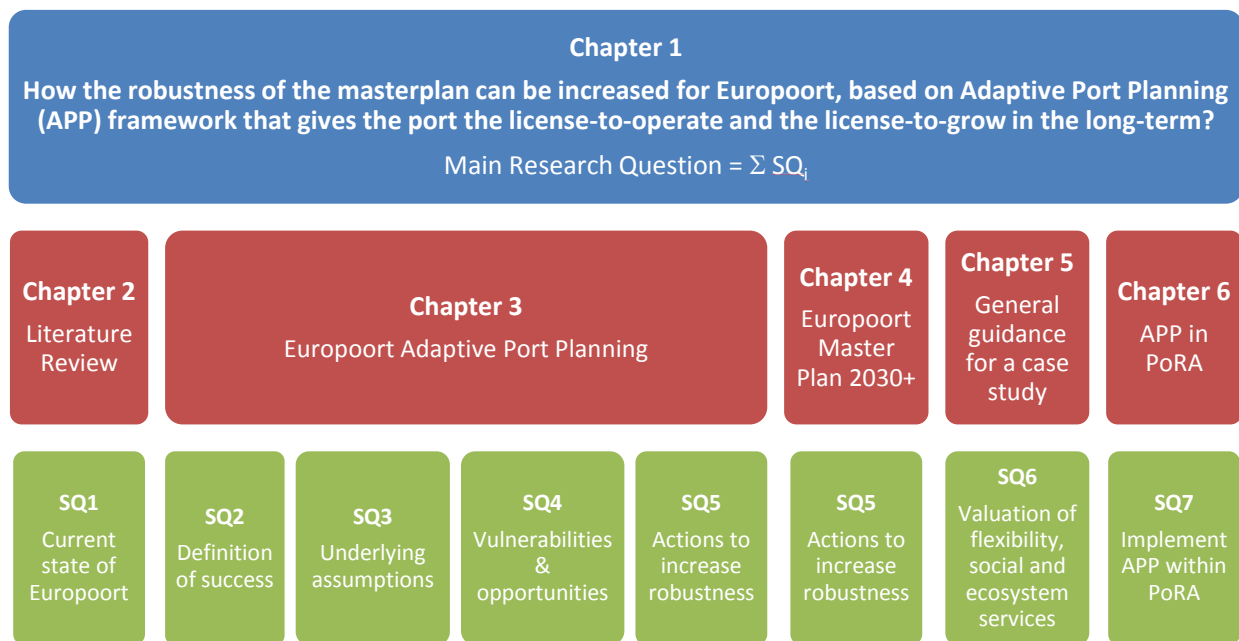 Chapter 1
How the robustness of the masterplan can be increased for Europoort, based on Adaptive Port Planning
(APP) framework that gives the port the license-to-operate and the license-to-grow in the long-term?
Main Research Question = Σ SQi
Chapter 2
Literature
Review
Chapter 3
Europoort Adaptive Port Planning
Chapter 4
Europoort
Master
Plan 2030+
Chapter 5
General
guidance
for a case
study
Chapter 6
APP in
PoRA
SQ1
Current
state of
Europoort
SQ2
Definition
of success
SQ3
Underlying
assumptions
SQ4
Vulnerabilities
&
opportunities
SQ5
Actions to
increase
robustness
SQ5
Actions to
increase
robustness
SQ6
Valuation of
flexibility,
social and
ecosystem
services
SQ7
Implement
APP within
PoRA